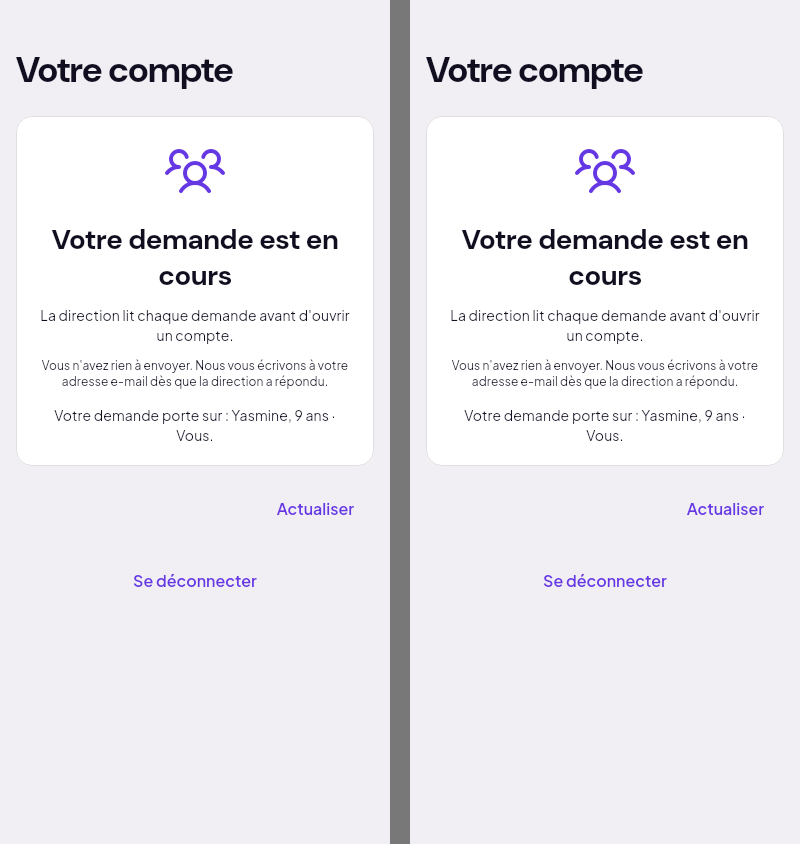 Votre compte
Votre demande est en
cours
La direction lit chaque demande avant d'ouvrir
un compte.
Vous n'avez rien à envoyer. Nous vous écrivons à votre
adresse e-mail dès que la direction a répondu.
Votre demande porte sur : Yasmine, 9 ans ·
Vous.
Actualiser
Se déconnecter
Votre compte
Votre demande est en
cours
La direction lit chaque demande avant d'ouvrir
un compte.
Vous n'avez rien à envoyer. Nous vous écrivons à votre
adresse e-mail dès que la direction a répondu.
Votre demande porte sur : Yasmine, 9 ans ·
Vous.
Actualiser
Se déconnecter